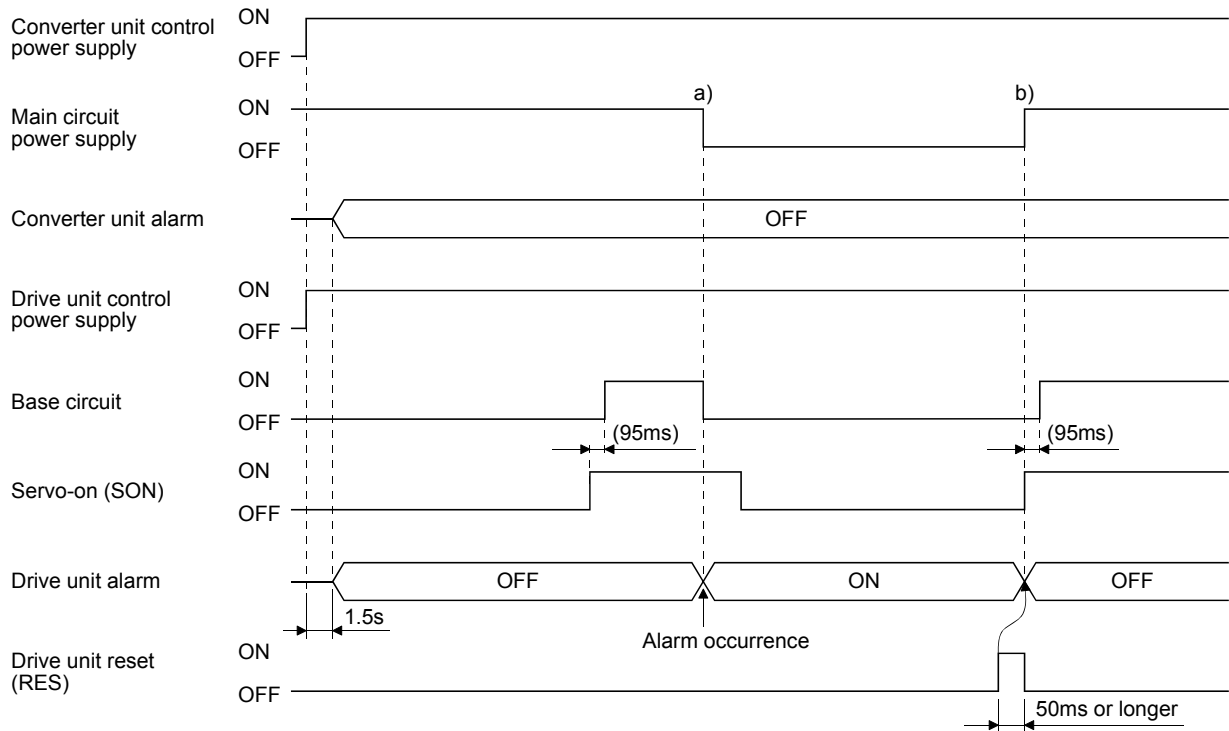 Converter unit control
power supply
ON
OFF
Main circuit
power supply
ON
OFF
a)
b)
Converter unit alarm
OFF
Drive unit control
power supply
ON
OFF
Base circuit
ON
OFF
(95ms)
(95ms)
Servo-on (SON)
ON
OFF
Drive unit alarm
OFF
ON
OFF
1.5s
Alarm occurrence
Drive unit reset
(RES)
ON
OFF
50ms or longer